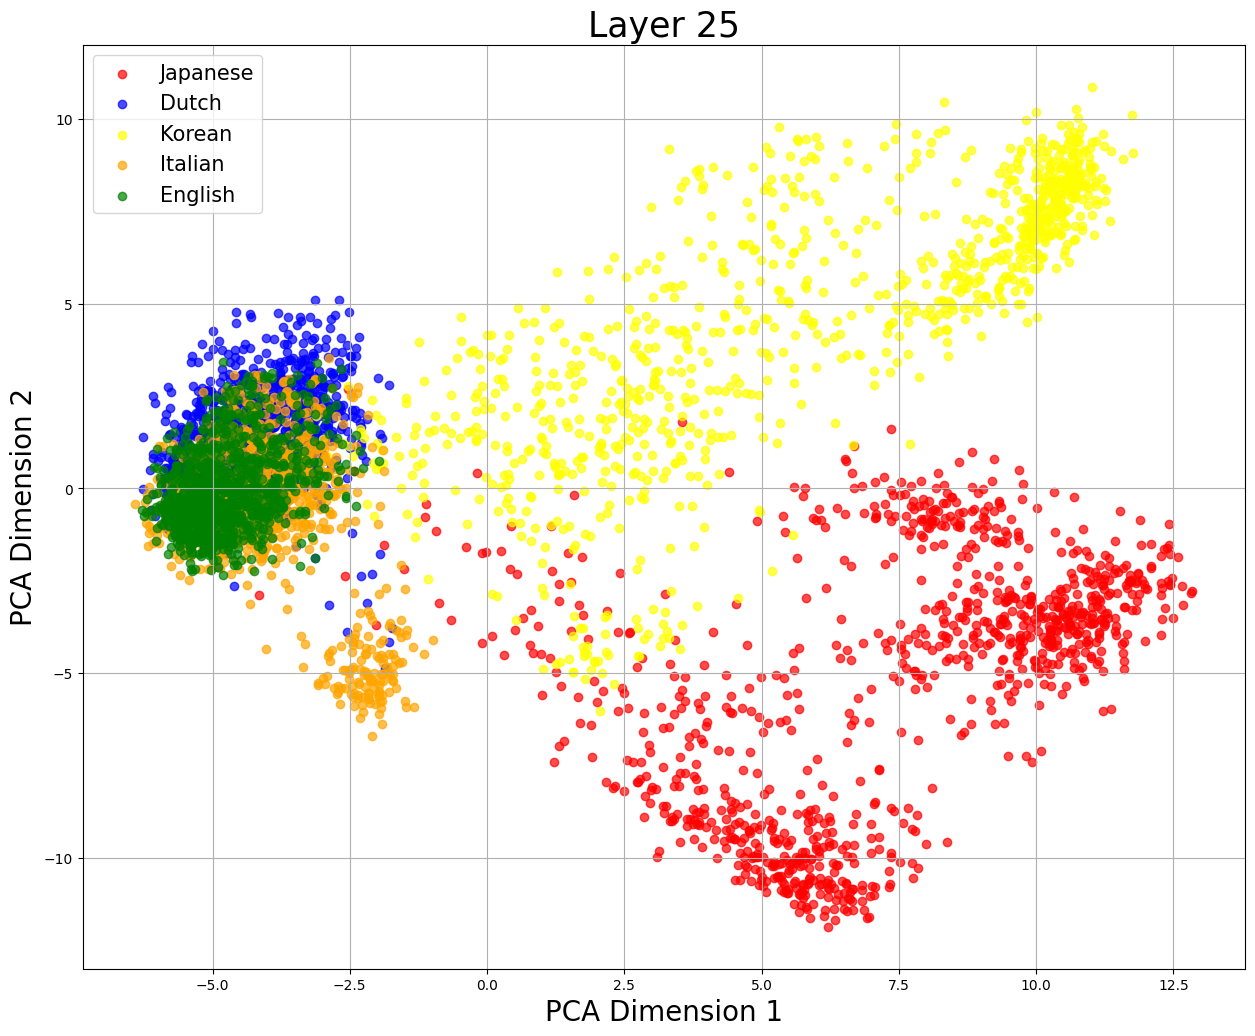 Layer 25
Japanese
Dutch
Korean
Italian
English
PCA Dimension 2
10
5
0
−5
−10
−5.0
−2.5
0.0
2.5
5.0
7.5
10.0
12.5
PCA Dimension 1